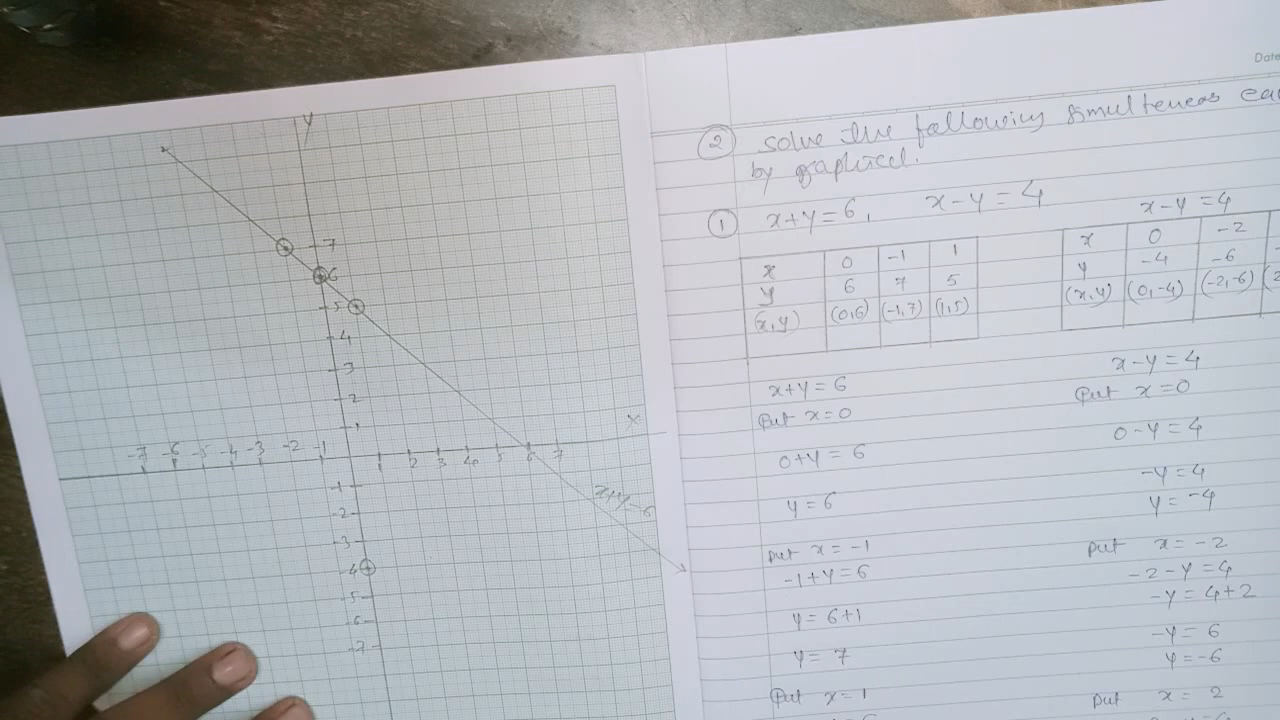 Y
7
6
5
4
3
2
1
X
-7 -6 -5 -4 -3 -2 -1 1 2 3 4 5 6 7
-1
-2
-3
-4
-5
-6
-7
x+y=6
Date
② Solve the following simulteneos
by graphical.
① x+y=6, x-y=4
x 0 -1 1
y 6 7 5
(x,y) (0,6) (-1,7) (1,5)
x-y=4
x 0 -2
y -4 -6
(x,y) (0,-4) (-2,-6)
x+y=6
Put x=0
0+y=6
y=6
Put x=-1
-1+y=6
y=6+1
y=7
Put x=1
x-y=4
Put x=0
0-y=4
-y=4
y=-4
Put x=-2
-2-y=4
-y=4+2
-y=6
y=-6
Put x=2